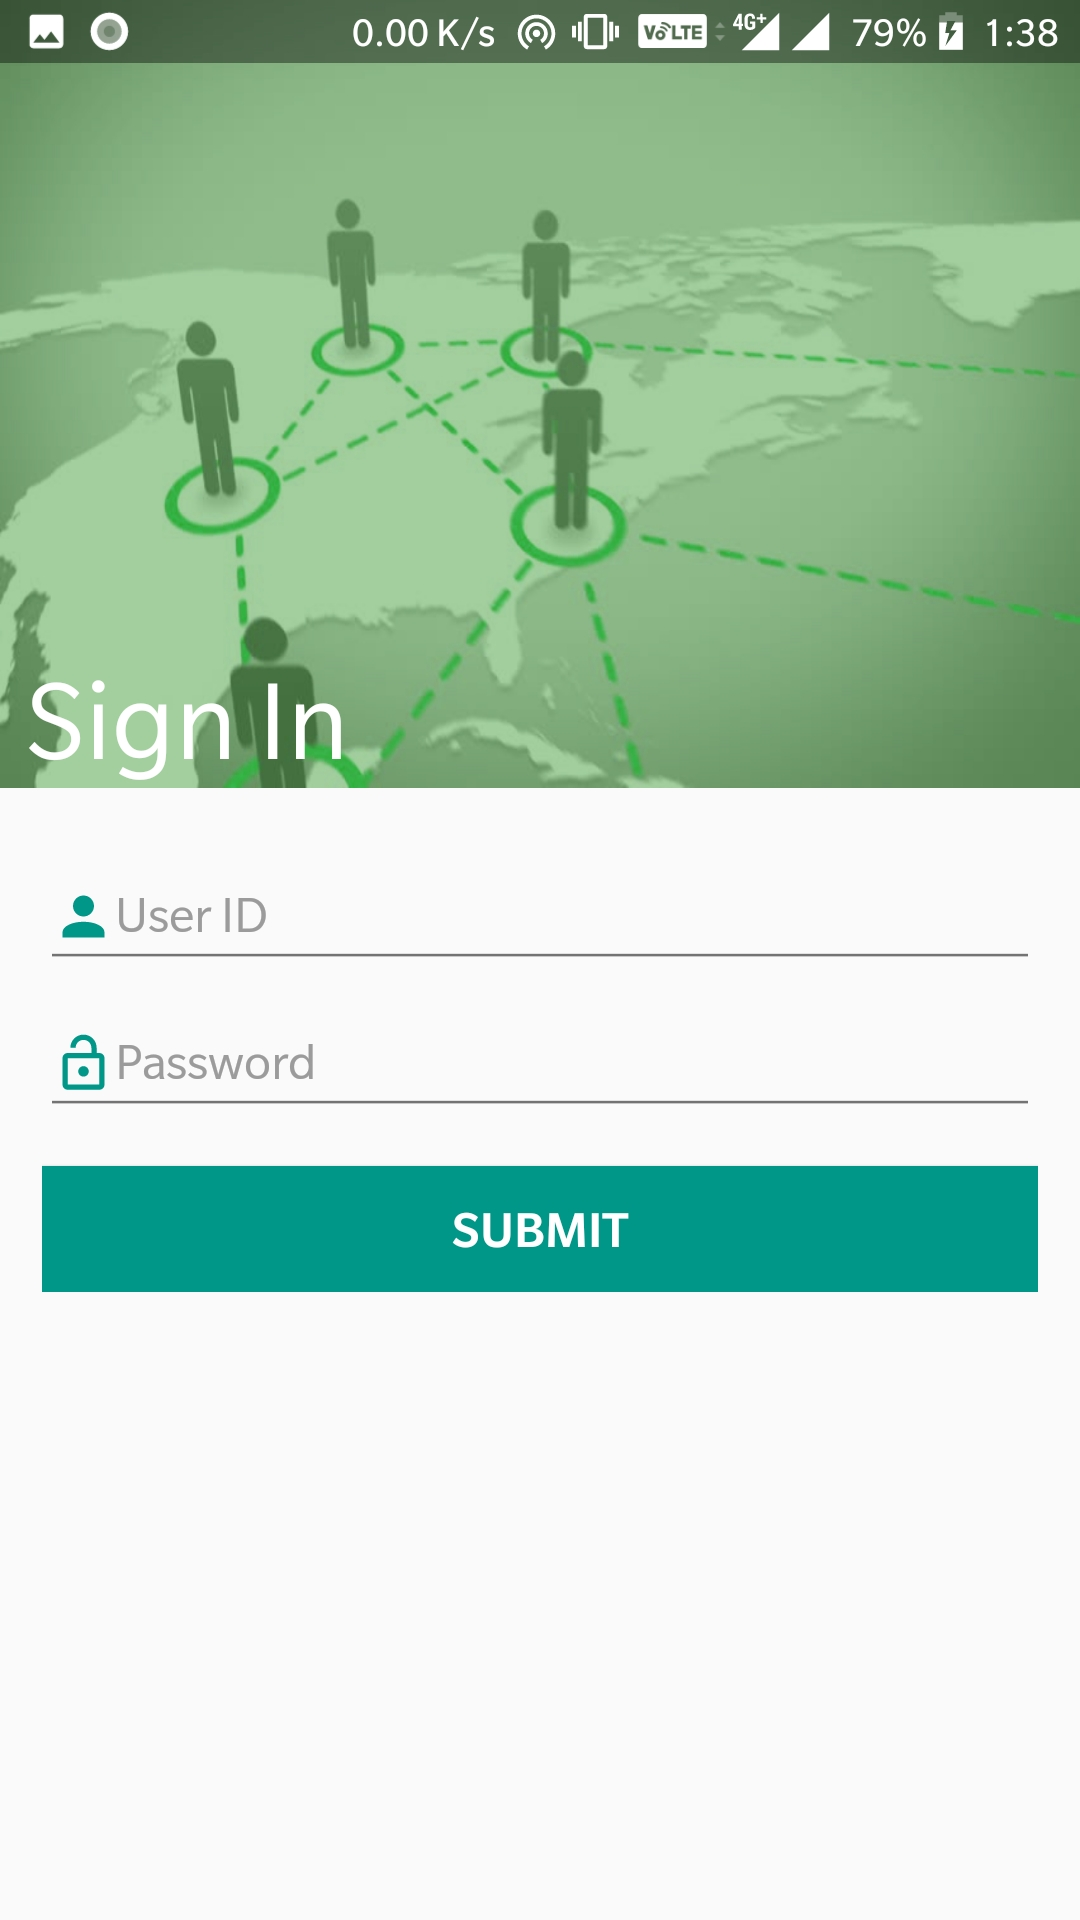 0.00 K/s VoLTE 4G+ 79% 1:38
Sign In
User ID
Password
SUBMIT